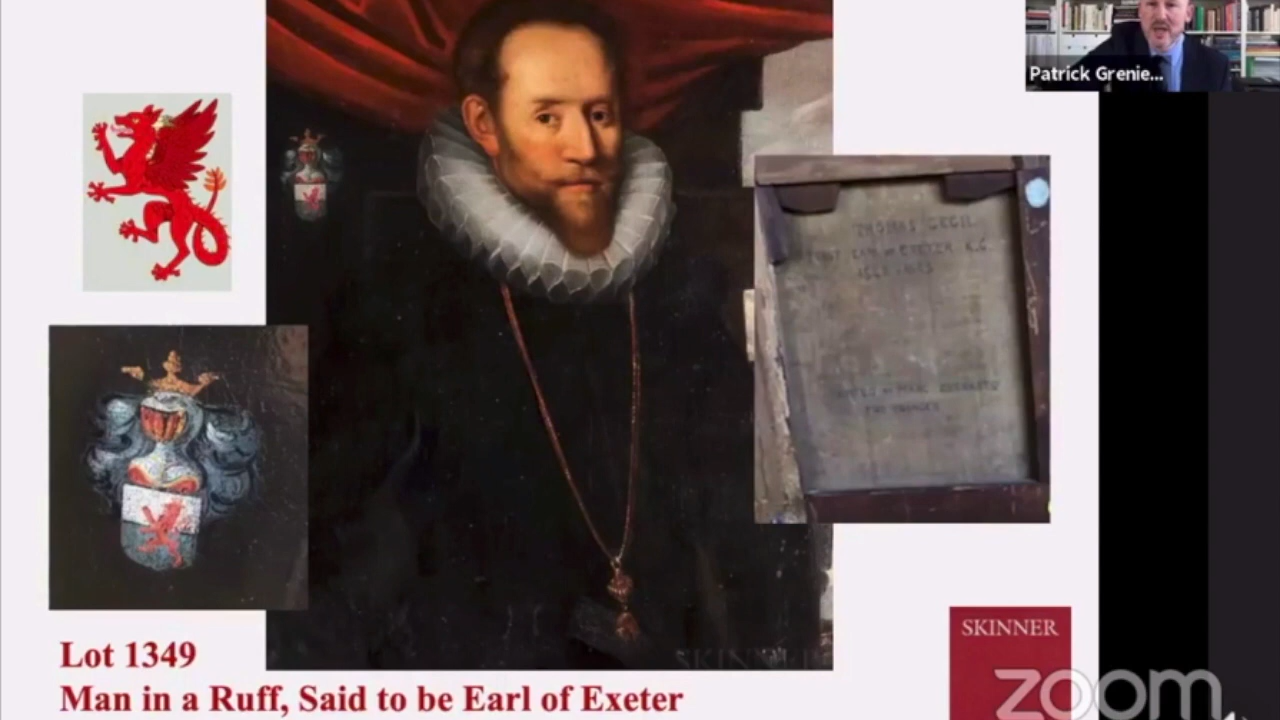 Patrick Grenie...
THOMAS CECIL
EARL OF EXETER K.G.
SKINNER
SKINNER
Lot 1349
Man in a Ruff, Said to be Earl of Exeter
zoom